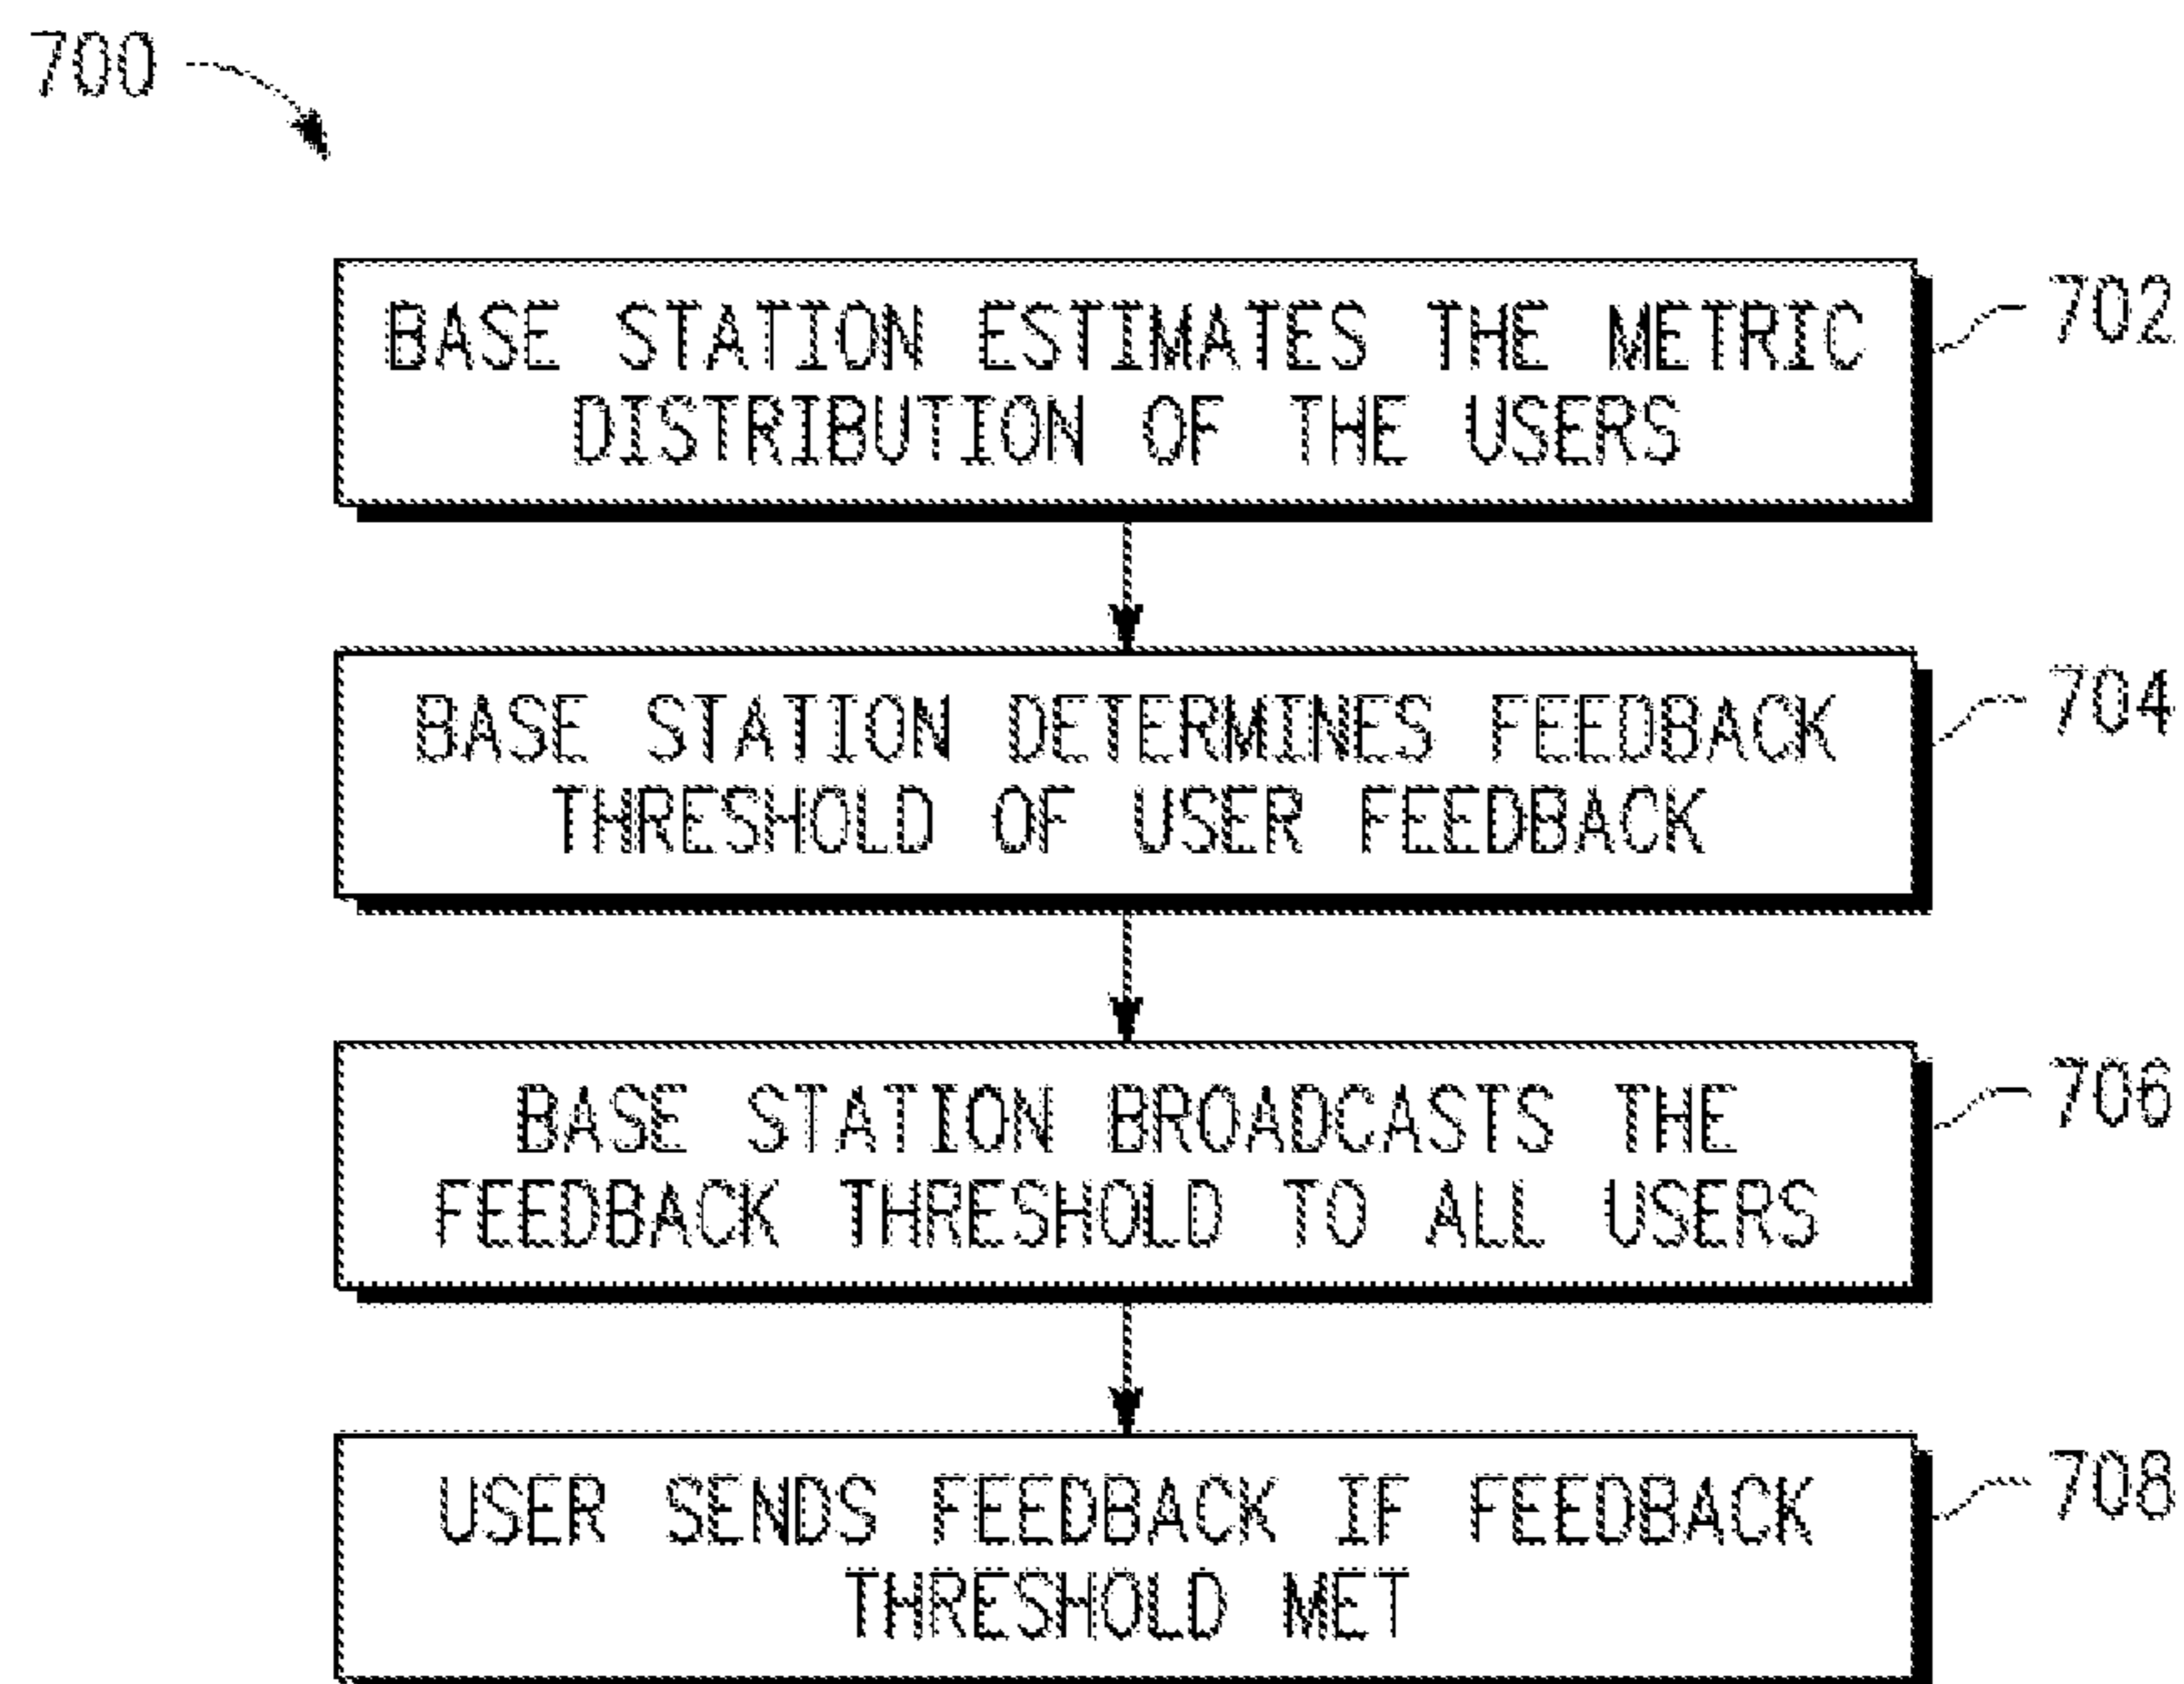 700
BASE STATION ESTIMATES THE METRIC
DISTRIBUTION OF THE USERS
702
BASE STATION DETERMINES FEEDBACK
THRESHOLD OF USER FEEDBACK
704
BASE STATION BROADCASTS THE
FEEDBACK THRESHOLD TO ALL USERS
706
USER SENDS FEEDBACK IF FEEDBACK
THRESHOLD MET
708